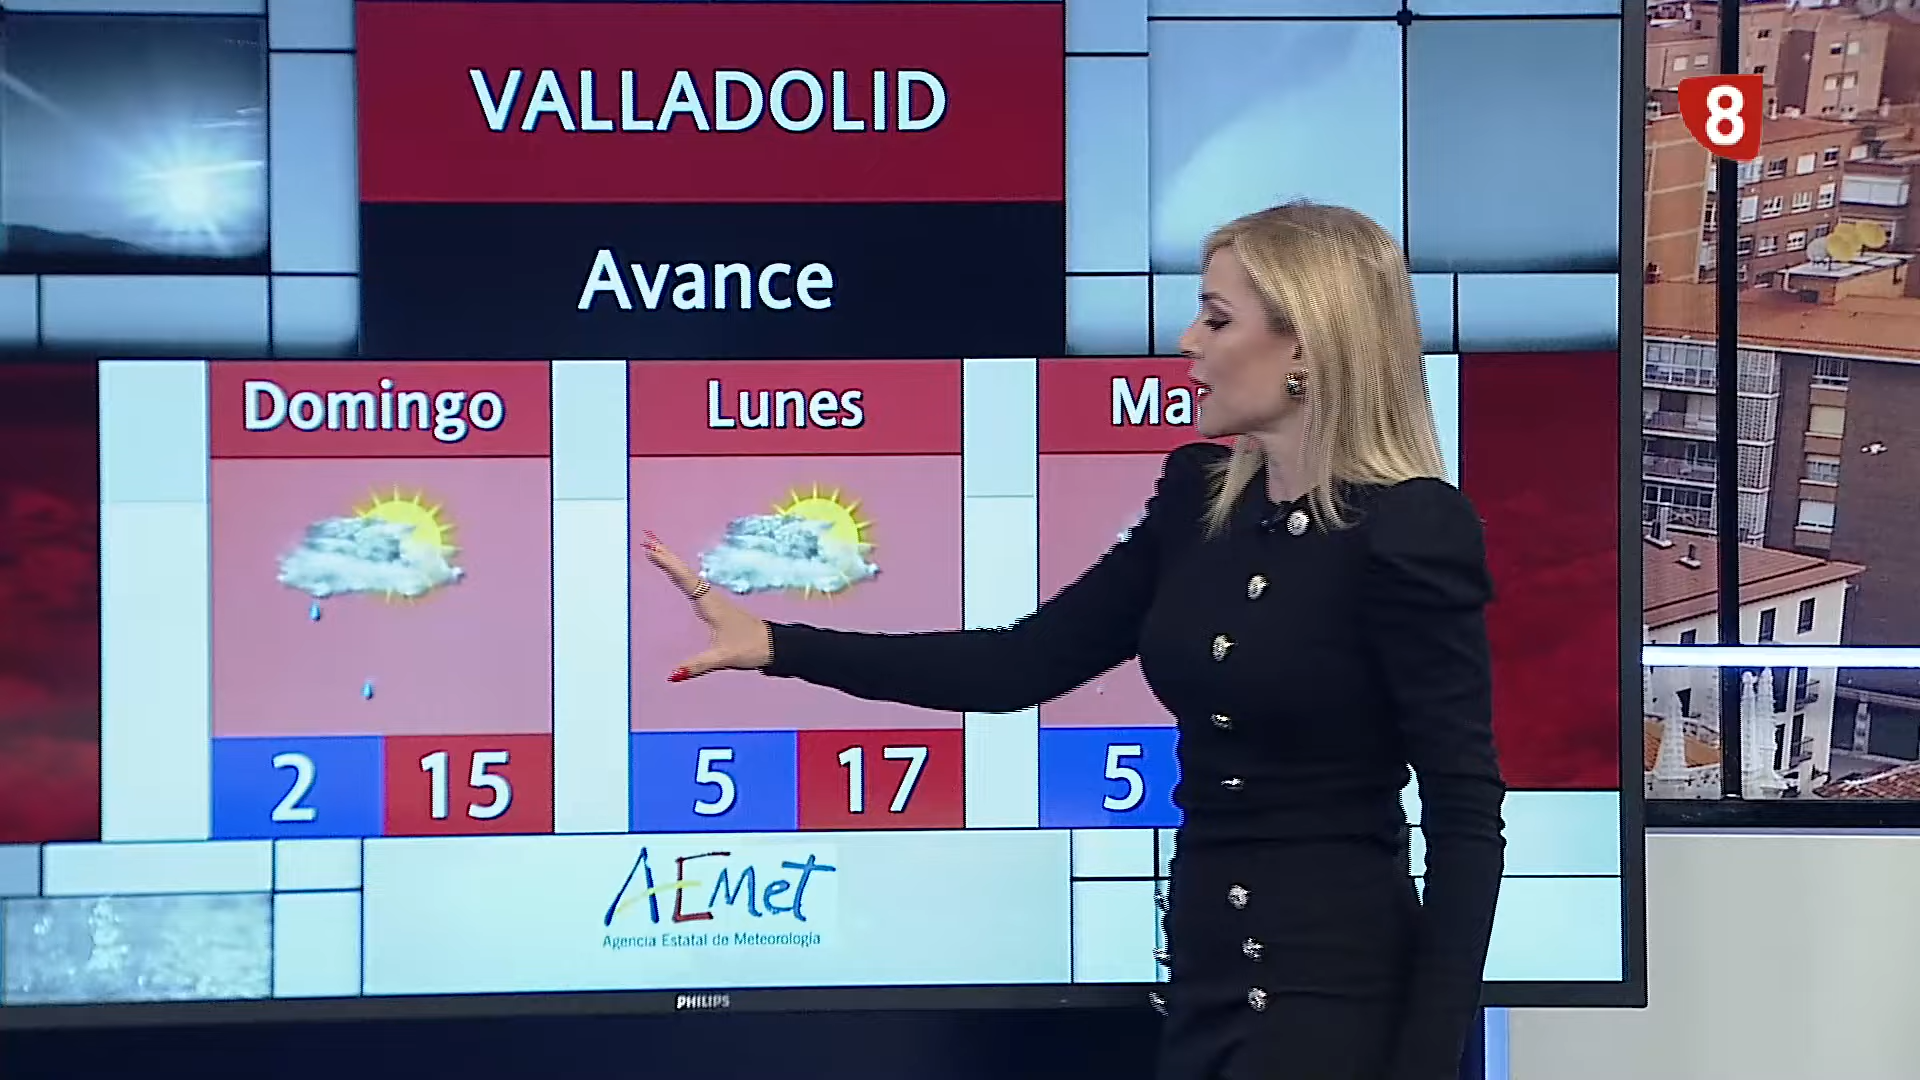 VALLADOLID
8
Avance
Domingo
Lunes
2
15
5
17
5
AEMet
Agencia Estatal de Meteorología
PHILIPS